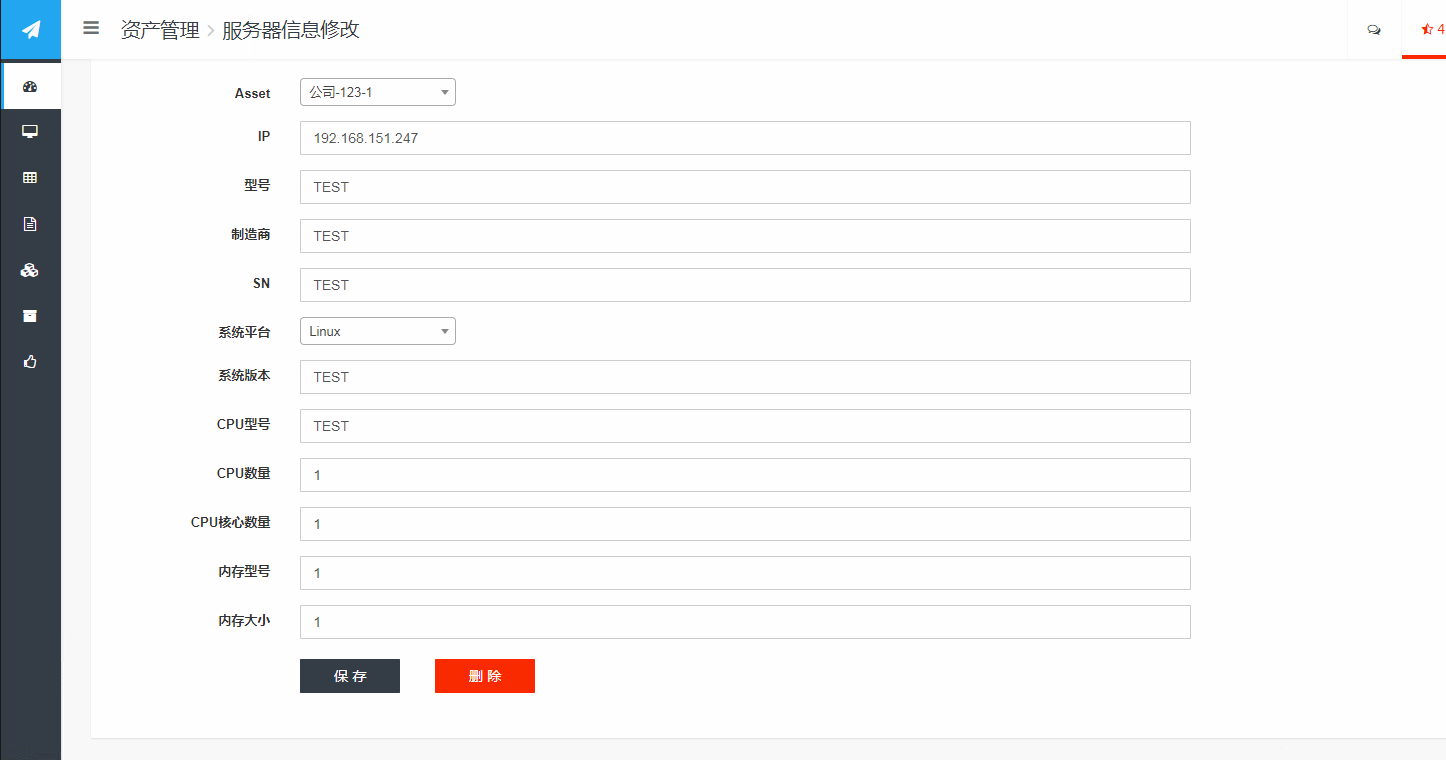 资产管理 > 服务器信息修改
4
Asset 公司-123-1
IP 192.168.151.247
型号 TEST
制造商 TEST
SN TEST
系统平台 Linux
系统版本 TEST
CPU型号 TEST
CPU数量 1
CPU核心数量 1
内存型号 1
内存大小 1
保 存 删 除